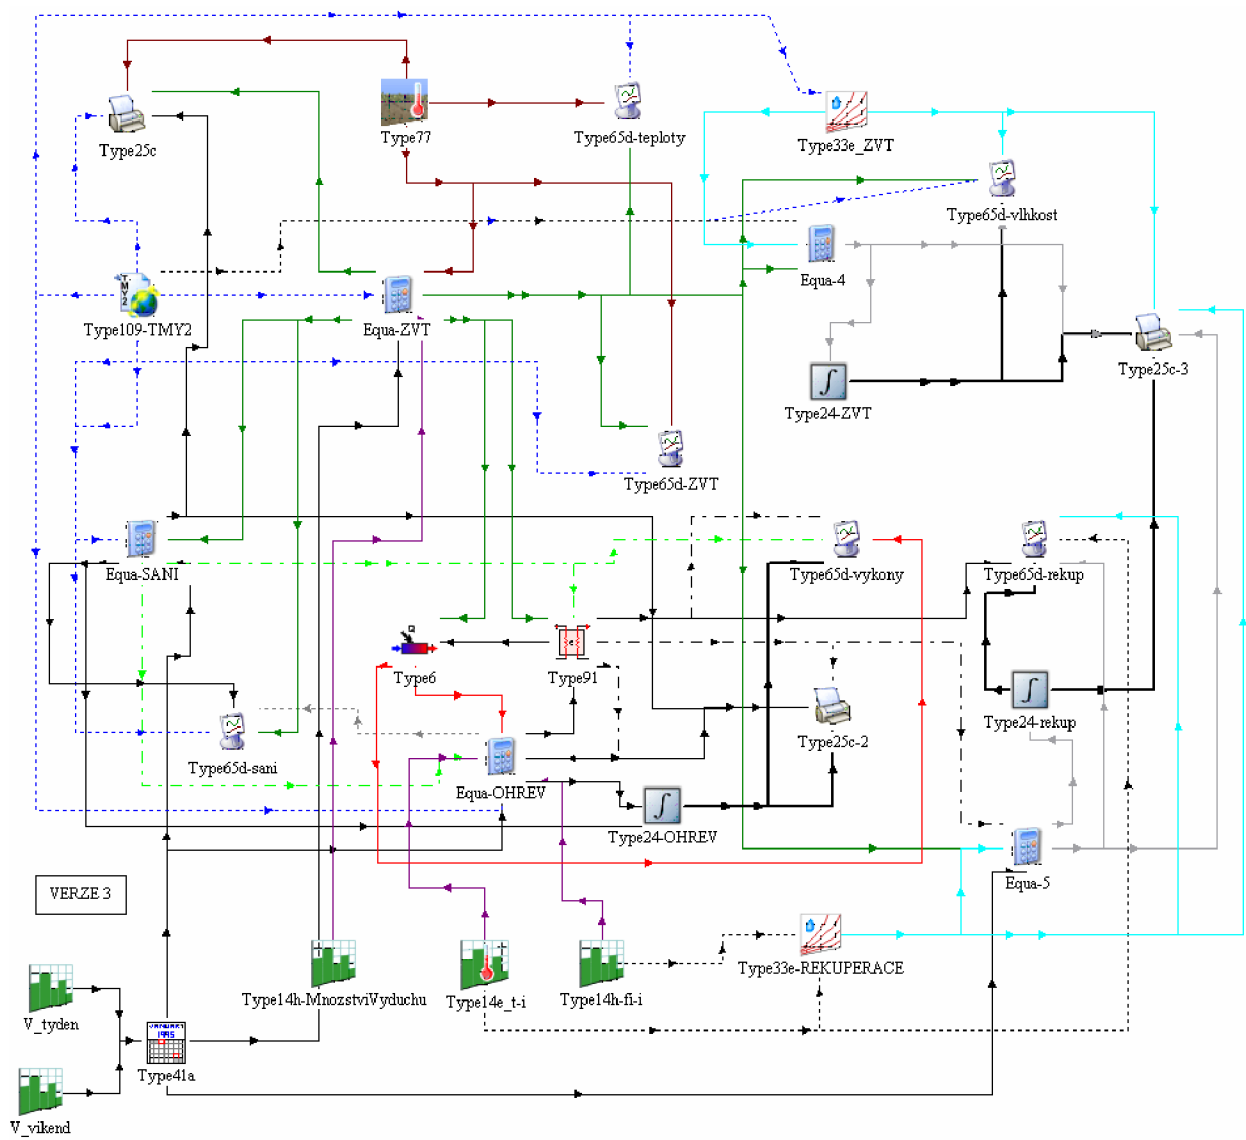 Type25c
Type77
Type65d-teploty
Type33e_ZVT
Type65d-vlhkost
Equa-4
Type109-TMY2
Equa-ZVT
Type25c-3
Type24-ZVT
Type65d-ZVT
Equa-SANI
Type65d-vykony
Type65d-rekup
Type6
Type91
Type24-rekup
Type25c-2
Type65d-sani
Equa-OHREV
Type24-OHREV
VERZE 3
Equa-5
Type33e-REKUPERACE
Type14h-MnozstviVyduchu
Type14e_t-i
Type14h-fi-i
V_tyden
JANUARY
1995
Type41a
V_vikend